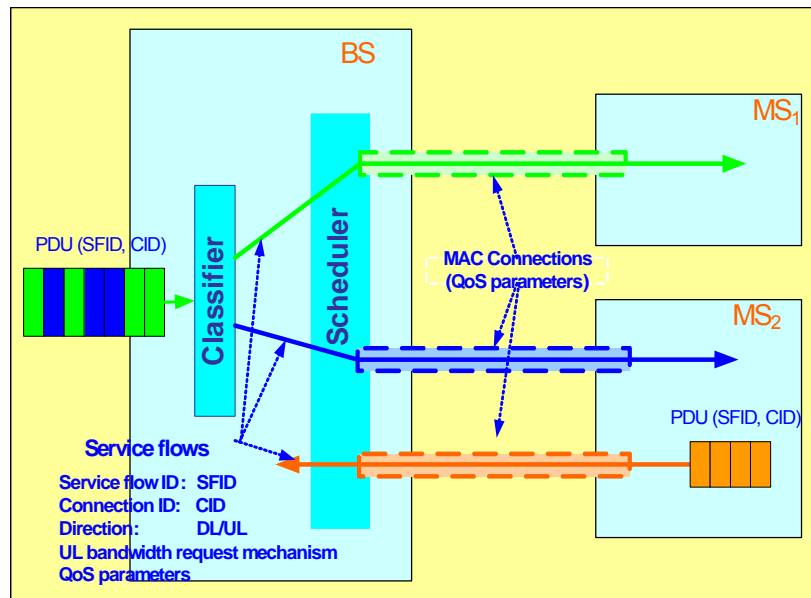 BS
MS1
PDU (SFID, CID)
Classifier
Scheduler
MAC Connections
(QoS parameters)
MS2
PDU (SFID, CID)
Service flows
Service flow ID: SFID
Connection ID: CID
Direction: DL/UL
UL bandwidth request mechanism
QoS parameters